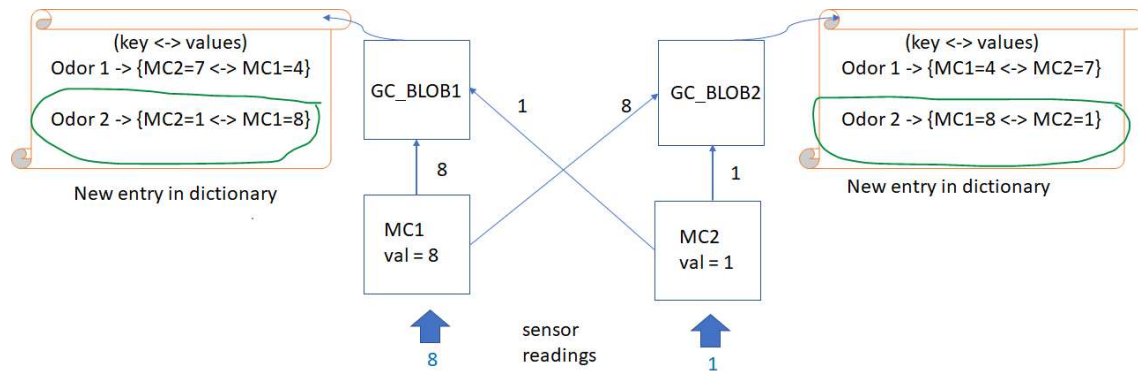 (key <-> values)
Odor 1 -> {MC2=7 <-> MC1=4}
Odor 2 -> {MC2=1 <-> MC1=8}
New entry in dictionary
GC_BLOB1
1
8
GC_BLOB2
8
1
MC1
val = 8
MC2
val = 1
sensor
readings
8
1
(key <-> values)
Odor 1 -> {MC1=4 <-> MC2=7}
Odor 2 -> {MC1=8 <-> MC2=1}
New entry in dictionary